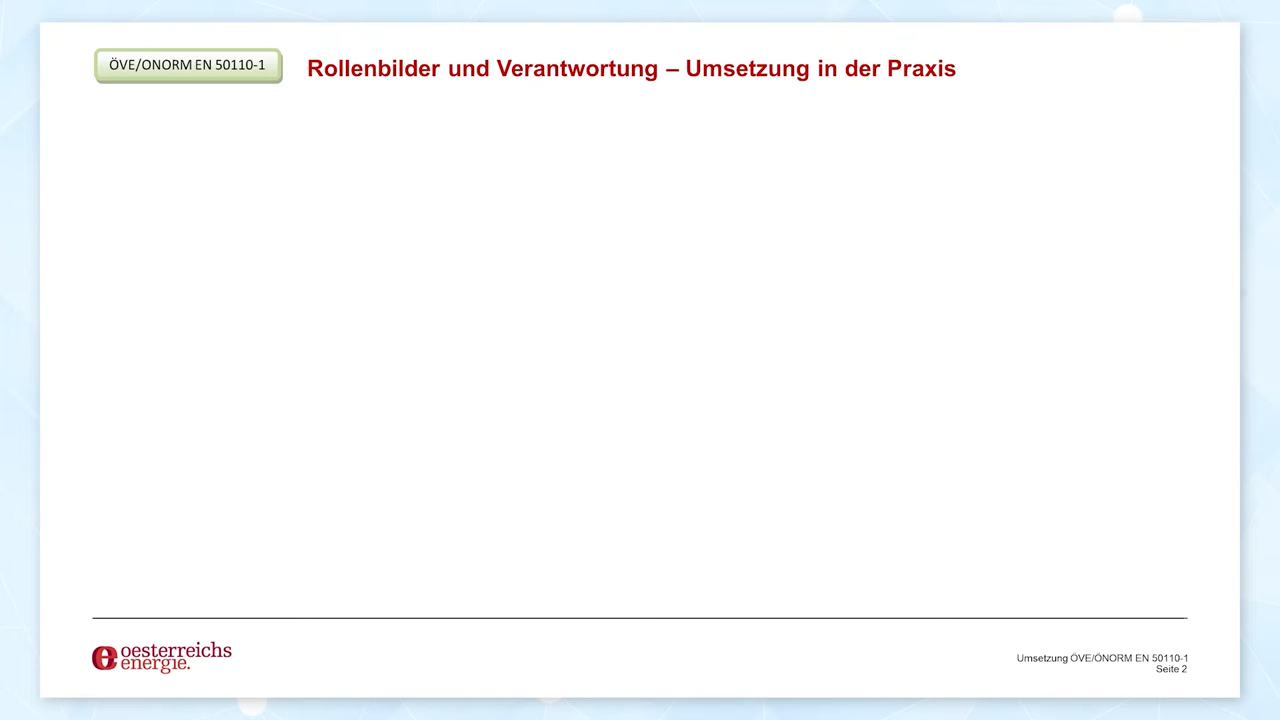 ÖVE/ONORM EN 50110-1
Rollenbilder und Verantwortung – Umsetzung in der Praxis
oesterreichs
energie.
Umsetzung ÖVE/ÖNORM EN 50110-1
Seite 2